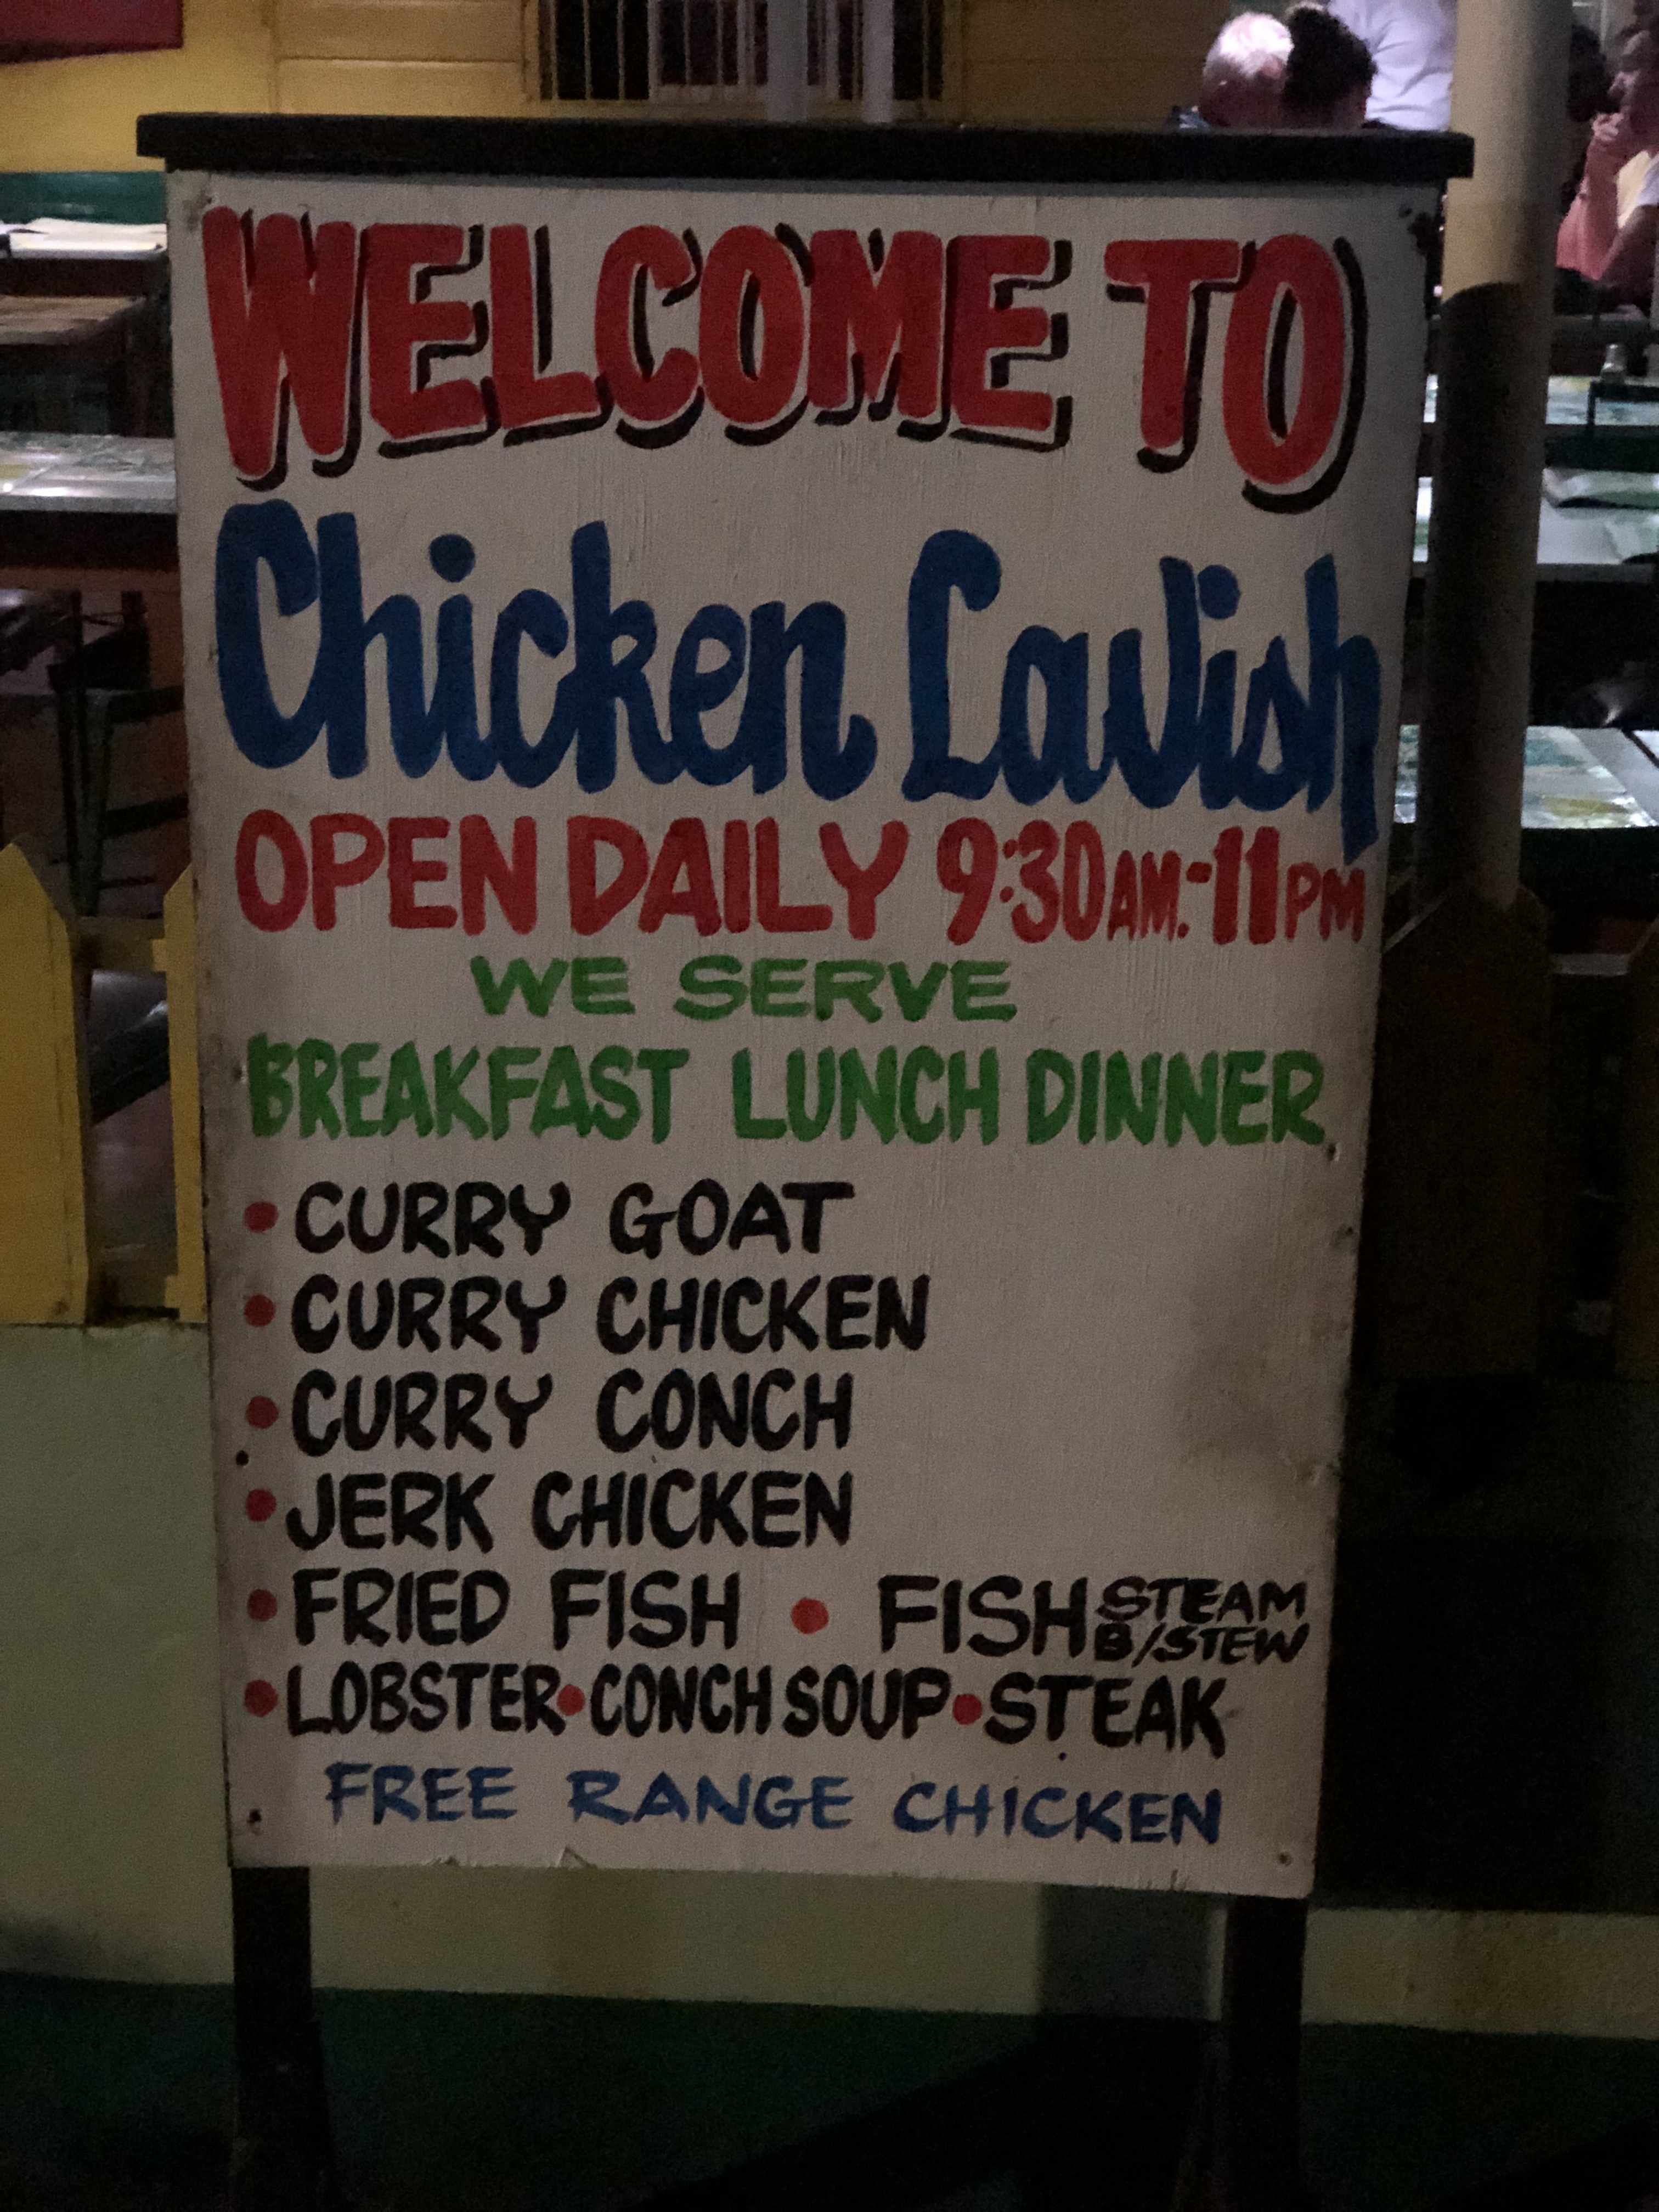 WELCOME TO
Chicken Lavish
OPEN DAILY 9:30AM.-11PM
WE SERVE
BREAKFAST LUNCH DINNER
• CURRY GOAT
• CURRY CHICKEN
• CURRY CONCH
• JERK CHICKEN
• FRIED FISH • FISH STEAM B/STEW
• LOBSTER • CONCH SOUP • STEAK
FREE RANGE CHICKEN